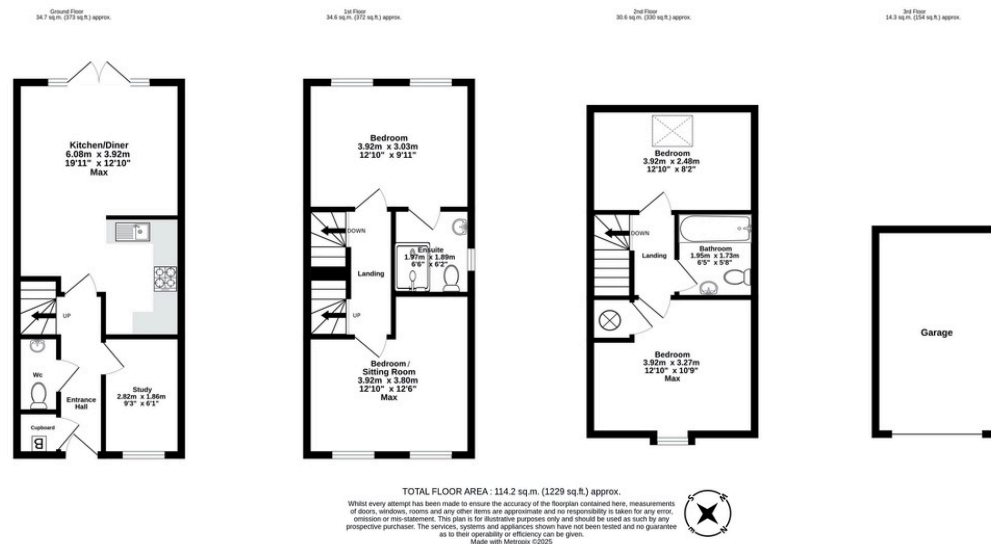 Ground Floor
34.7 sq.m. (373 sq.ft.) approx.
Kitchen/Diner
6.08m x 3.92m
19'11" x 12'10"
Max
UP
Wc
Entrance
Hall
Study
2.82m x 1.86m
9'3" x 6'1"
Cupboard
B
1st Floor
34.6 sq.m. (372 sq.ft.) approx.
Bedroom
3.92m x 3.03m
12'10" x 9'11"
DOWN
Ensuite
1.97m x 1.89m
6'6" x 6'2"
Landing
UP
Bedroom /
Sitting Room
3.92m x 3.80m
12'10" x 12'6"
Max
2nd Floor
30.6 sq.m. (330 sq.ft.) approx.
Bedroom
3.92m x 2.48m
12'10" x 8'2"
DOWN
Landing
Bathroom
1.95m x 1.73m
6'5" x 5'8"
Bedroom
3.92m x 3.27m
12'10" x 10'9"
Max
3rd Floor
14.3 sq.m. (154 sq.ft.) approx.
Garage
TOTAL FLOOR AREA : 114.2 sq.m. (1229 sq.ft.) approx.
Whilst every attempt has been made to ensure the accuracy of the floorplan contained here, measurements
of doors, windows, rooms and any other items are approximate and no responsibility is taken for any error,
omission or mis-statement. This plan is for illustrative purposes only and should be used as such by any
prospective purchaser. The services, systems and appliances shown have not been tested and no guarantee
as to their operability or efficiency can be given.
Made with Metropix ©2025